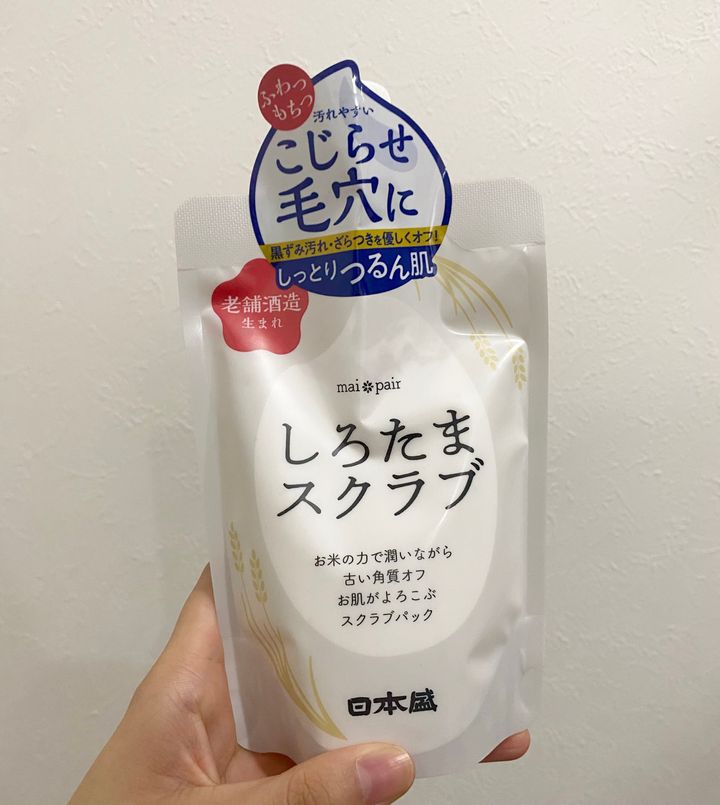 ふわっ
もちっ
汚れやすい
こじらせ
毛穴に
黒ずみ汚れ・ざらつきを優しくオフ！
しっとりつるん肌
老舗酒造
生まれ
mai pair
しろたま
スクラブ
お米の力で潤いながら
古い角質オフ
お肌がよろこぶ
スクラブパック
日本盛